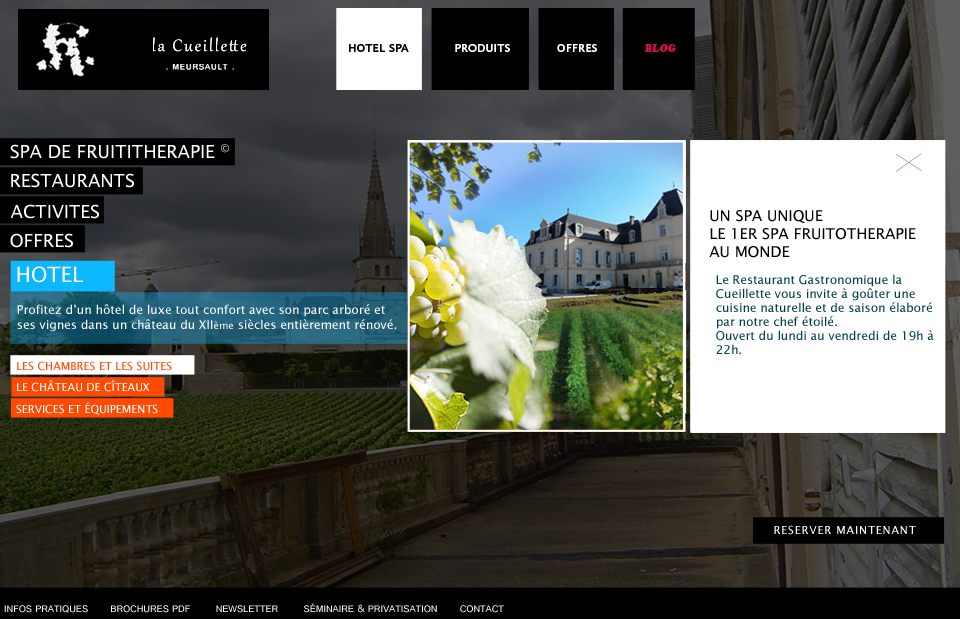 la Cueillette
. MEURSAULT .
HOTEL SPA
PRODUITS
OFFRES
BLOG
SPA DE FRUITITHERAPIE ©
RESTAURANTS
ACTIVITES
OFFRES
HOTEL
Profitez d'un hôtel de luxe tout confort avec son parc arboré et
ses vignes dans un château du XIIème siècles entièrement rénové.
LES CHAMBRES ET LES SUITES
LE CHÂTEAU DE CÎTEAUX
SERVICES ET ÉQUIPEMENTS
UN SPA UNIQUE
LE 1ER SPA FRUITOTHERAPIE
AU MONDE
Le Restaurant Gastronomique la
Cueillette vous invite à goûter une
cuisine naturelle et de saison élaboré
par notre chef étoilé.
Ouvert du lundi au vendredi de 19h à
22h.
RESERVER MAINTENANT
INFOS PRATIQUES
BROCHURES PDF
NEWSLETTER
SÉMINAIRE & PRIVATISATION
CONTACT